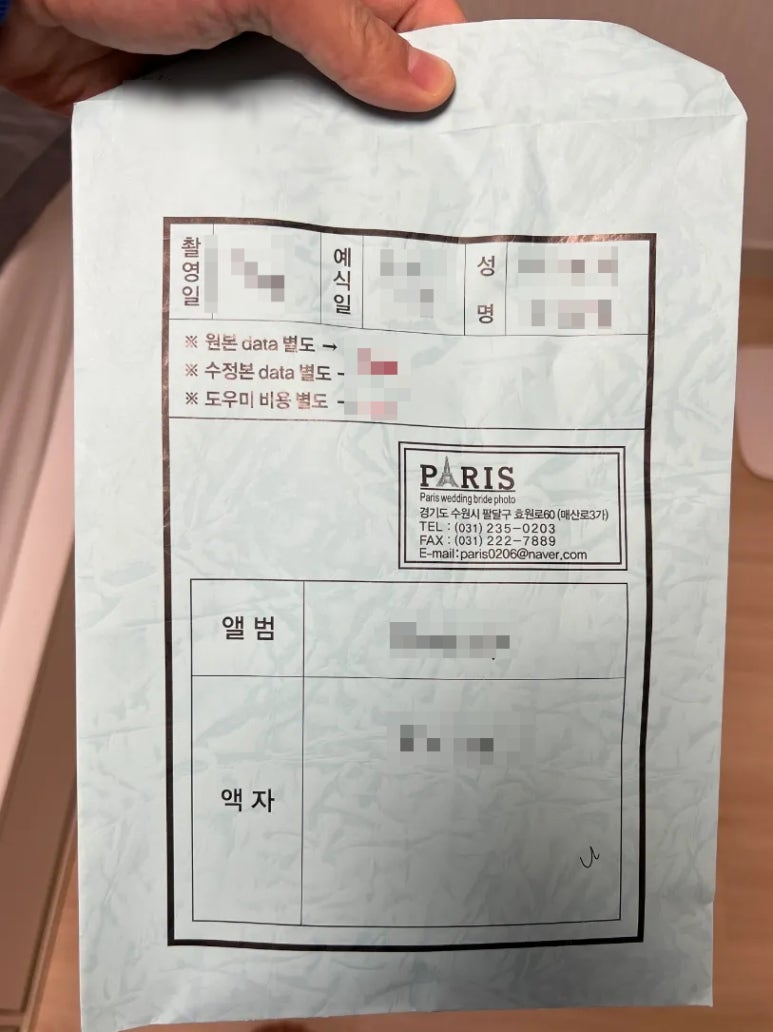 촬영일 예식일 성명
※ 원본 data 별도 →
※ 수정본 data 별도 -
※ 도우미 비용 별도 -
PARIS
Paris wedding bride photo
경기도 수원시 팔달구 효원로60 (매산로3가)
TEL : (031) 235-0203
FAX : (031) 222-7889
E-mail:paris0206@naver.com
앨범
액자